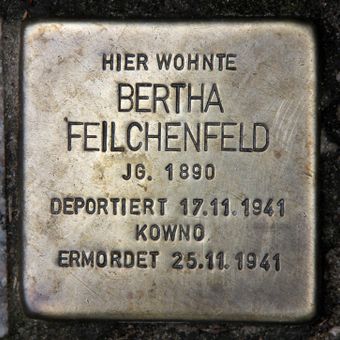 HIER WOHNTE
BERTHA
FEILCHENFELD
JG. 1890
DEPORTIERT 17.11.1941
KOWNO
ERMORDET 25.11.1941